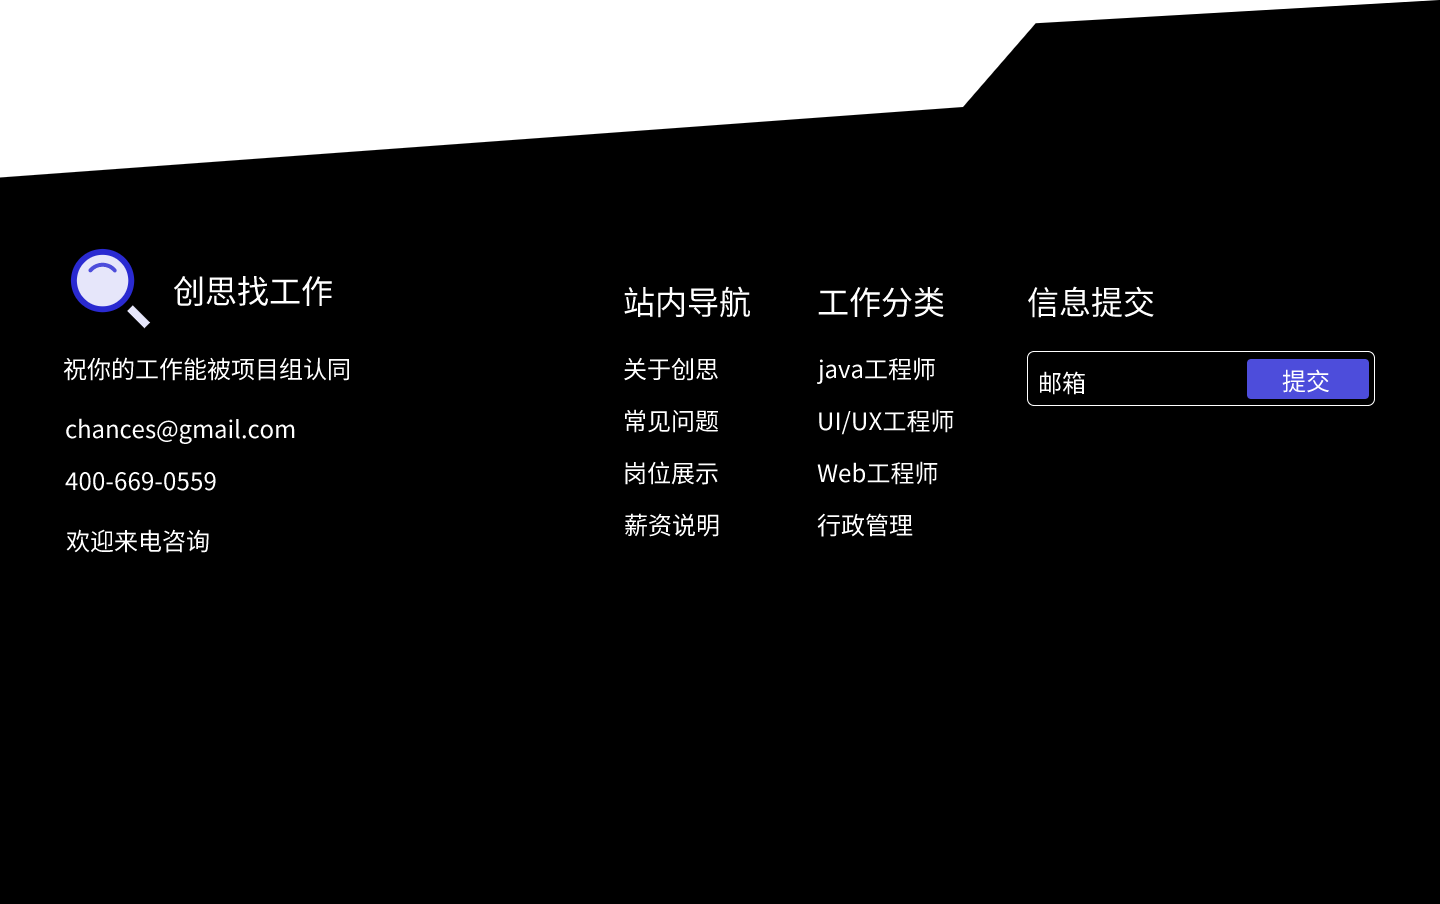 创思找工作
祝你的工作能被项目组认同
chances@gmail.com
400-669-0559
欢迎来电咨询
站内导航
关于创思
常见问题
岗位展示
薪资说明
工作分类
java工程师
UI/UX工程师
Web工程师
行政管理
信息提交
邮箱
提交